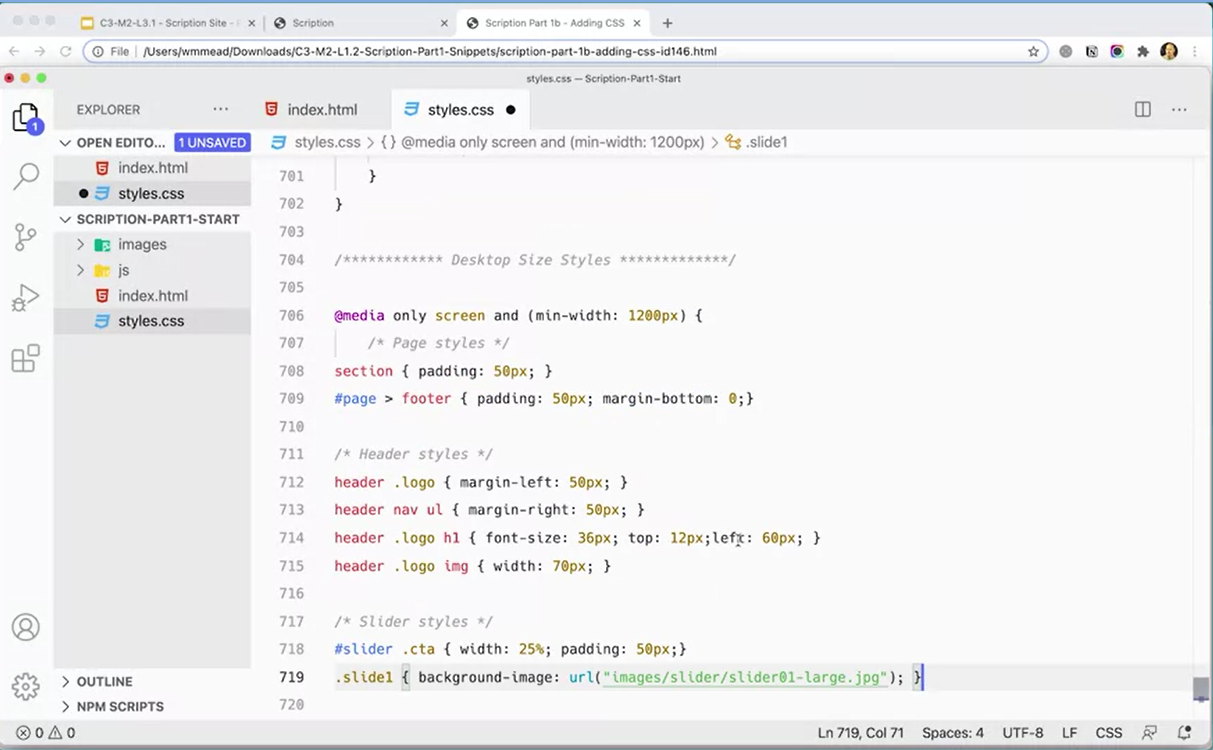 C3-M2-L3.1 - Scription Site -
Scription
Scription Part 1b - Adding CSS
File | /Users/wmmead/Downloads/C3-M2-L1.2-Scription-Part1-Snippets/scription-part-1b-adding-css-id146.html
styles.css — Scription-Part1-Start
EXPLORER
index.html
styles.css
1
OPEN EDITO...
1 UNSAVED
styles.css > { } @media only screen and (min-width: 1200px) > .slide1
index.html
styles.css
SCRIPTION-PART1-START
images
js
index.html
styles.css
701 }
702 }
703
704 /************ Desktop Size Styles *************/
705
706 @media only screen and (min-width: 1200px) {
707 /* Page styles */
708 section { padding: 50px; }
709 #page > footer { padding: 50px; margin-bottom: 0;}
710
711 /* Header styles */
712 header .logo { margin-left: 50px; }
713 header nav ul { margin-right: 50px; }
714 header .logo h1 { font-size: 36px; top: 12px;left: 60px; }
715 header .logo img { width: 70px; }
716
717 /* Slider styles */
718 #slider .cta { width: 25%; padding: 50px;}
719 .slide1 { background-image: url("images/slider/slider01-large.jpg"); }
720
OUTLINE
NPM SCRIPTS
0 0
Ln 719, Col 71 Spaces: 4 UTF-8 LF CSS